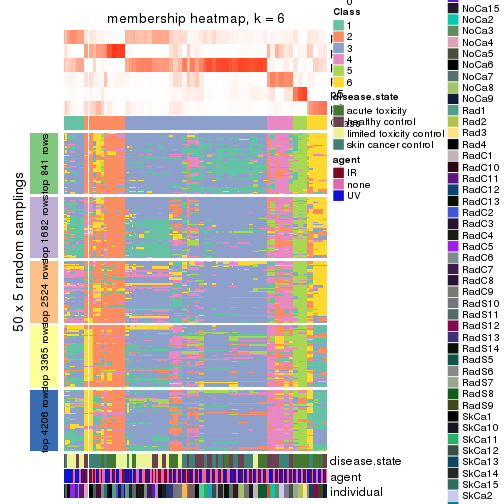 membership heatmap, k = 6
50 x 5 random samplings
top 841 rows
top 1682 rows
top 2524 rows
top 3365 rows
top 4206 rows
disease.state
agent
individual
0
Class
1
2
3
4
5
6
disease.state
acute toxicity
healthy control
limited toxicity control
skin cancer control
agent
IR
none
UV
NoCa15
NoCa2
NoCa3
NoCa4
NoCa5
NoCa6
NoCa7
NoCa8
NoCa9
Rad1
Rad2
Rad3
Rad4
RadC1
RadC10
RadC11
RadC12
RadC13
RadC2
RadC3
RadC4
RadC5
RadC6
RadC7
RadC8
RadC9
RadS10
RadS11
RadS12
RadS13
RadS14
RadS5
RadS6
RadS7
RadS8
RadS9
SkCa1
SkCa10
SkCa11
SkCa12
SkCa13
SkCa14
SkCa15
SkCa2